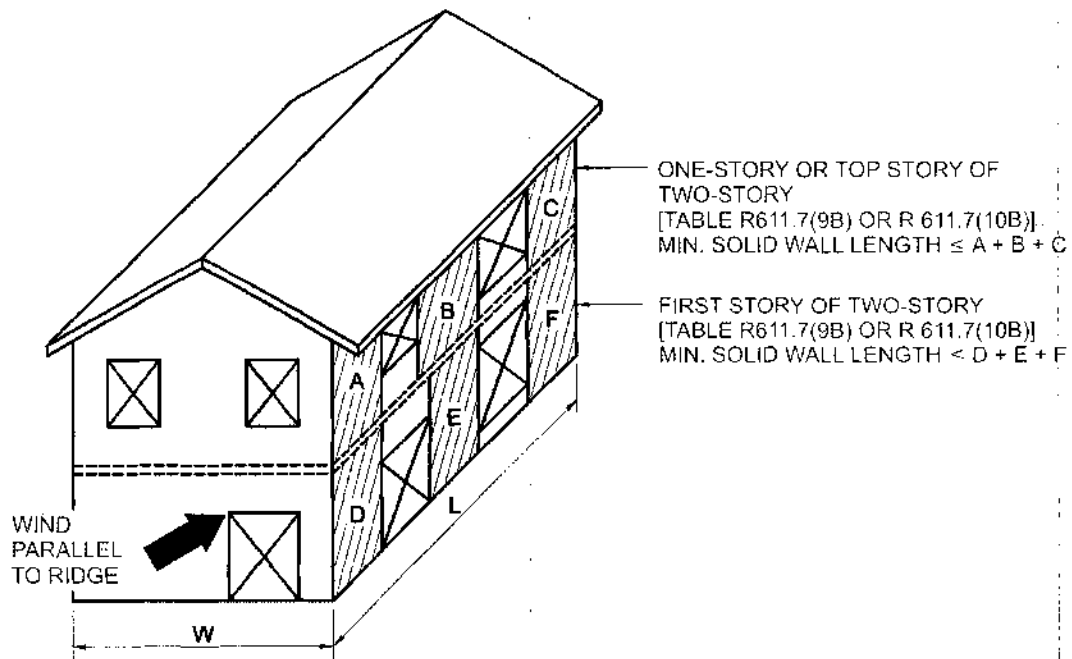 ONE-STORY OR TOP STORY OF
TWO-STORY
[TABLE R611.7(9B) OR R 611.7(10B)]
MIN. SOLID WALL LENGTH ≤ A + B + C
FIRST STORY OF TWO-STORY
[TABLE R611.7(9B) OR R 611.7(10B)]
MIN. SOLID WALL LENGTH < D + E + F
A
B
C
D
E
F
L
W
WIND
PARALLEL
TO RIDGE